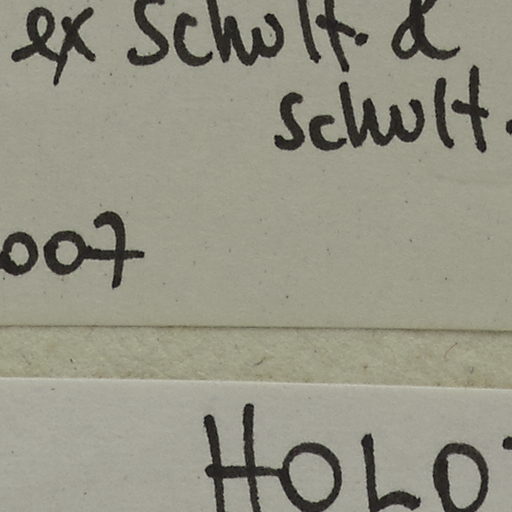 ex Schult. &
Schult.
007
HOLO